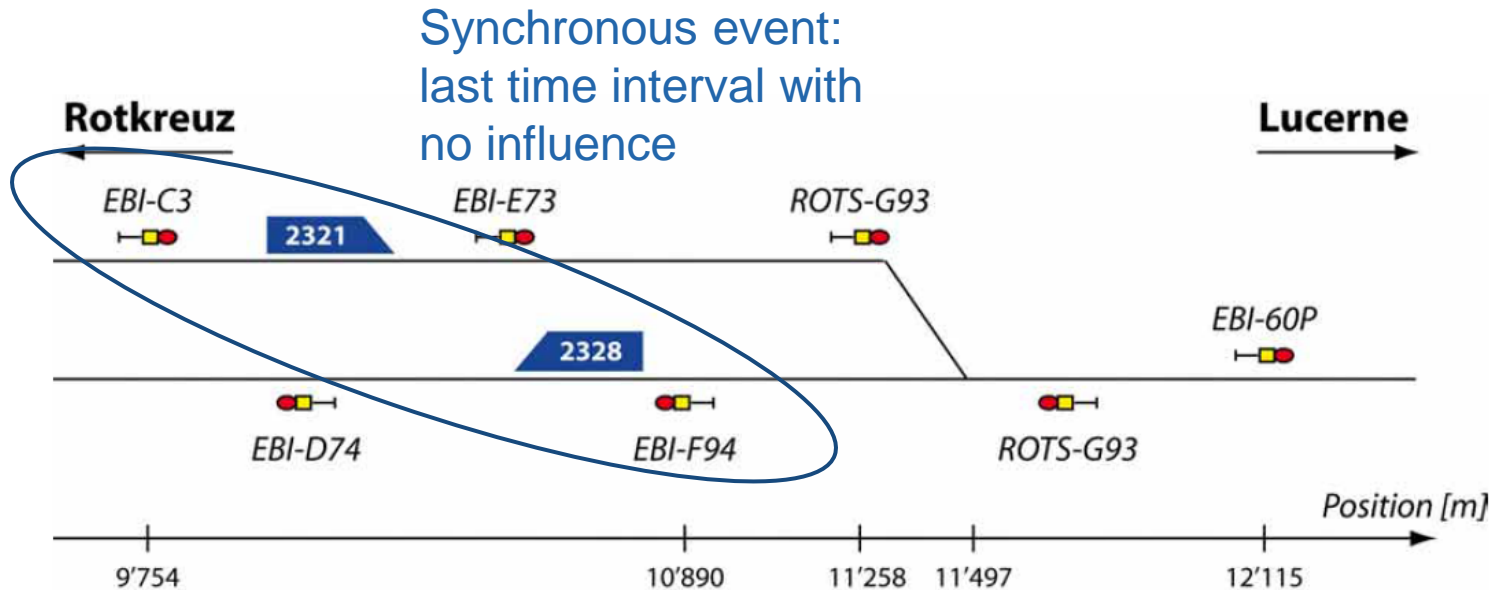 Synchronous event:
last time interval with
no influence
Rotkreuz
Lucerne
EBI-C3
EBI-E73
ROTS-G93
2321
EBI-60P
2328
EBI-D74
EBI-F94
ROTS-G93
Position [m]
9'754
10'890
11'258
11'497
12'115